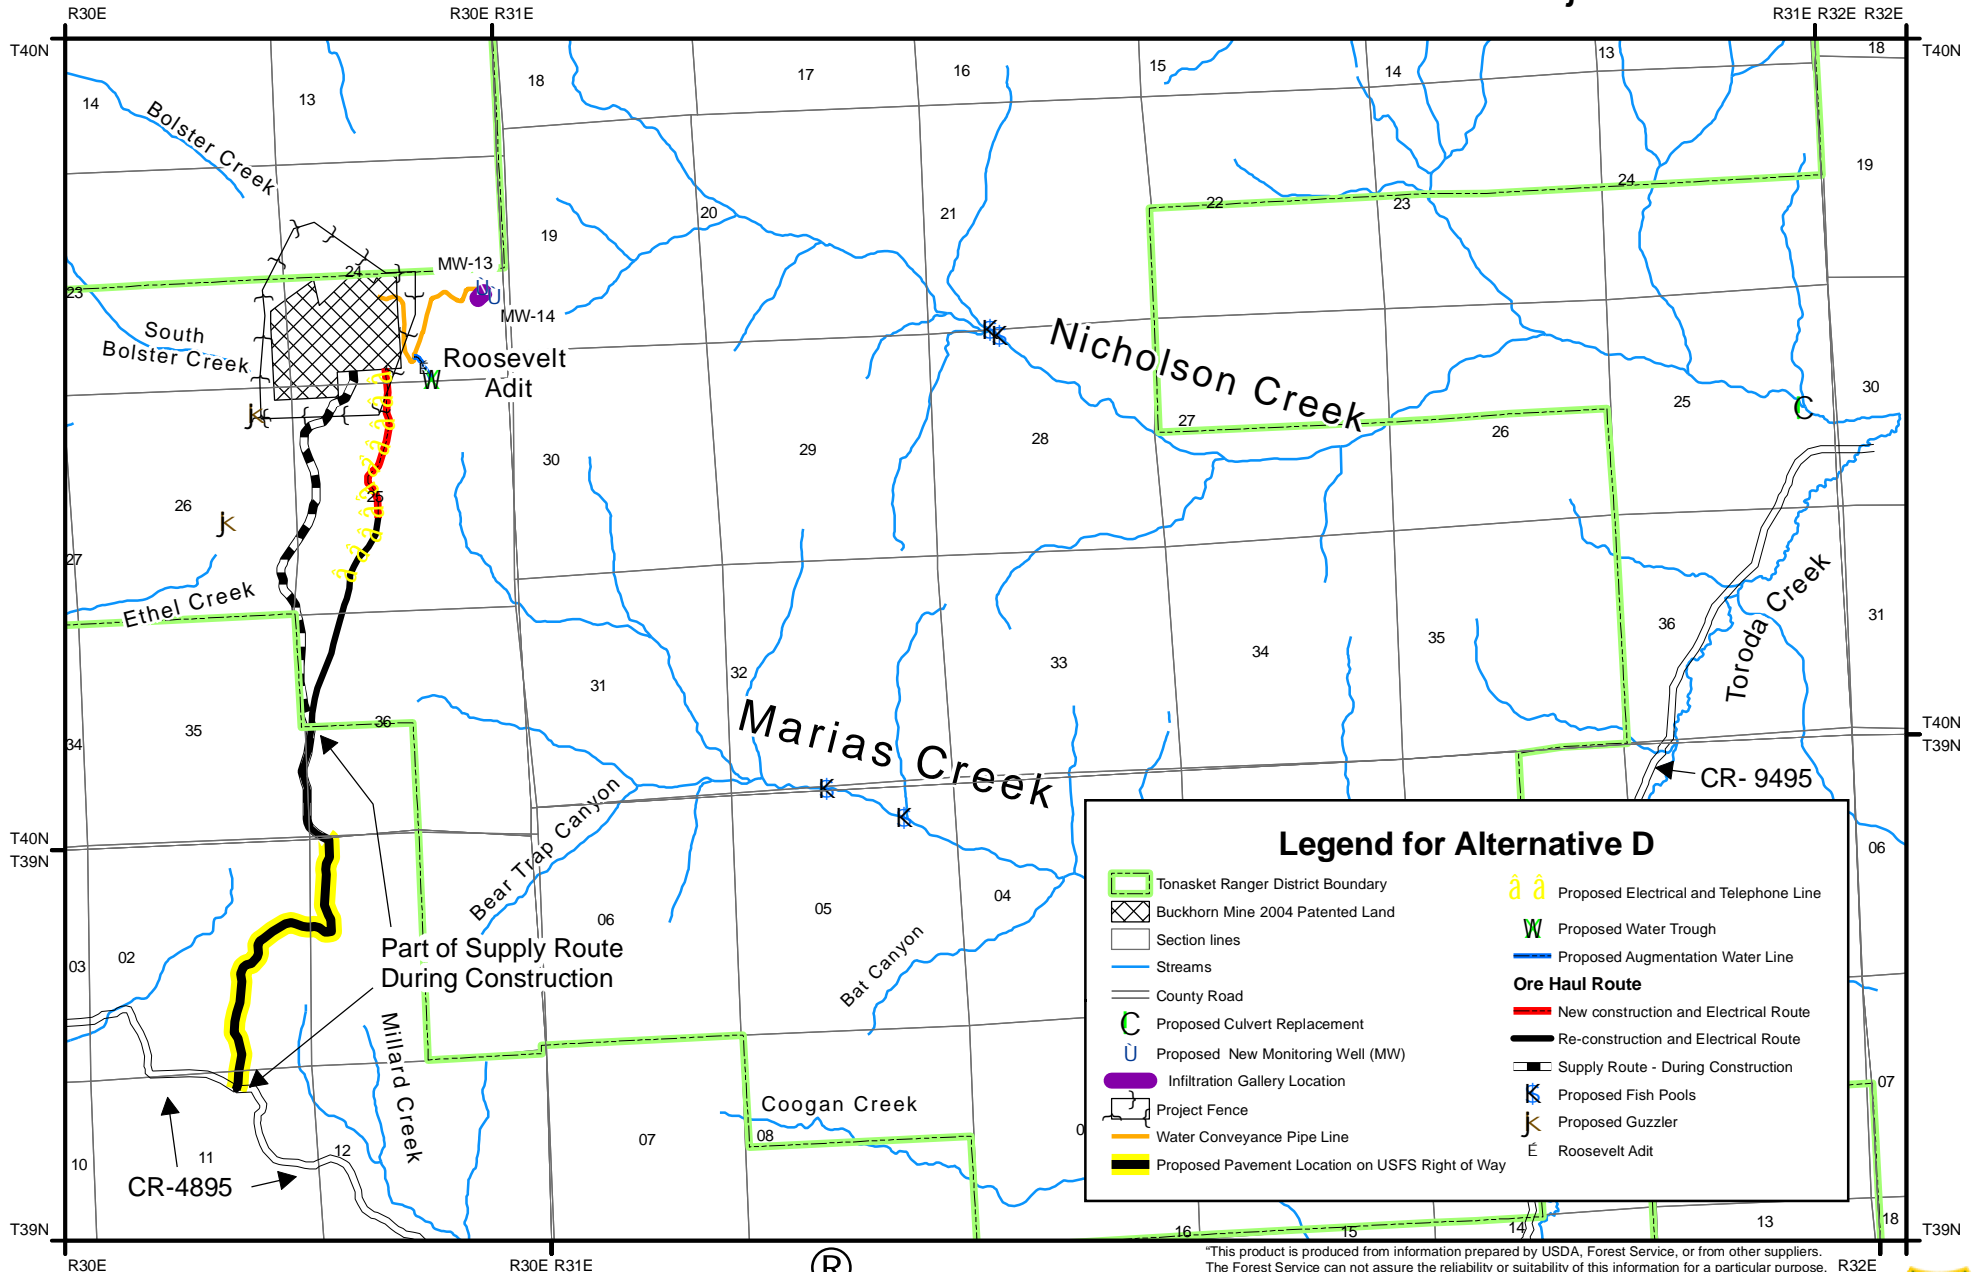 R30E
R30E R31E
R31E R32E R32E
T40N
T40N
14
13
18
17
16
15
14
13
18
Bolster Creek
19
20
21
22
23
24
19
23
24
MW-13
MW-14
South
Bolster Creek
Roosevelt
Adit
Nicholson Creek
30
25
26
27
28
29
30
25
26
27
Ethel Creek
Toroda Creek
31
36
35
34
33
32
31
36
35
34
Marias Creek
T40N
T39N
CR- 9495
T40N
T39N
Bear Trap Canyon
Part of Supply Route
During Construction
Bat Canyon
03
02
06
05
04
06
Millard Creek
Coogan Creek
07
08
0
07
10
11
12
CR-4895
16
15
14
13
18
Legend for Alternative D
Tonasket Ranger District Boundary
Buckhorn Mine 2004 Patented Land
Section lines
Streams
County Road
Proposed Culvert Replacement
Proposed New Monitoring Well (MW)
Infiltration Gallery Location
Project Fence
Water Conveyance Pipe Line
Proposed Pavement Location on USFS Right of Way
Proposed Electrical and Telephone Line
Proposed Water Trough
Proposed Augmentation Water Line
Ore Haul Route
New construction and Electrical Route
Re-construction and Electrical Route
Supply Route - During Construction
Proposed Fish Pools
Proposed Guzzler
Roosevelt Adit
T39N
T39N
R30E
R30E R31E
®
R32E
"This product is produced from information prepared by USDA, Forest Service, or from other suppliers.
The Forest Service can not assure the reliability or suitability of this information for a particular purpose.